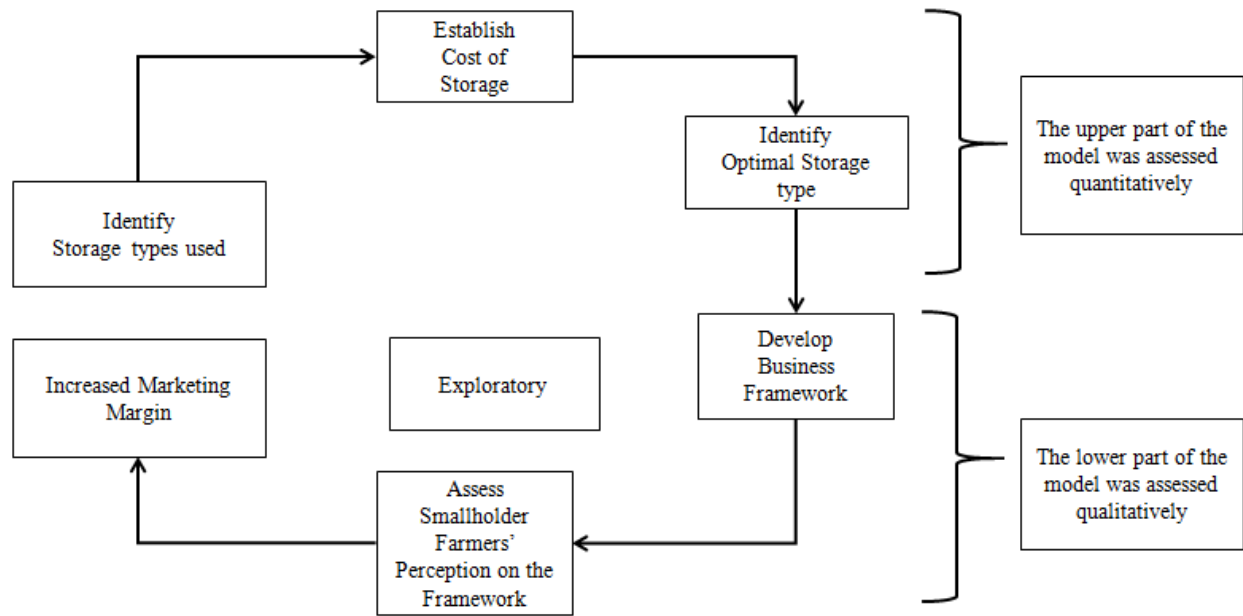 Establish
Cost of
Storage
Identify
Optimal Storage
type
The upper part of the
model was assessed
quantitatively
Identify
Storage types used
Develop
Business
Framework
Increased Marketing
Margin
Exploratory
The lower part of the
model was assessed
qualitatively
Assess
Smallholder
Farmers’
Perception on the
Framework